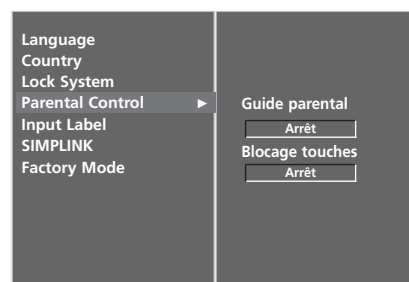 Language
Country
Lock System
Parental Control ►
Input Label
SIMPLINK
Factory Mode
Guide parental
Arrêt
Blocage touches
Arrêt